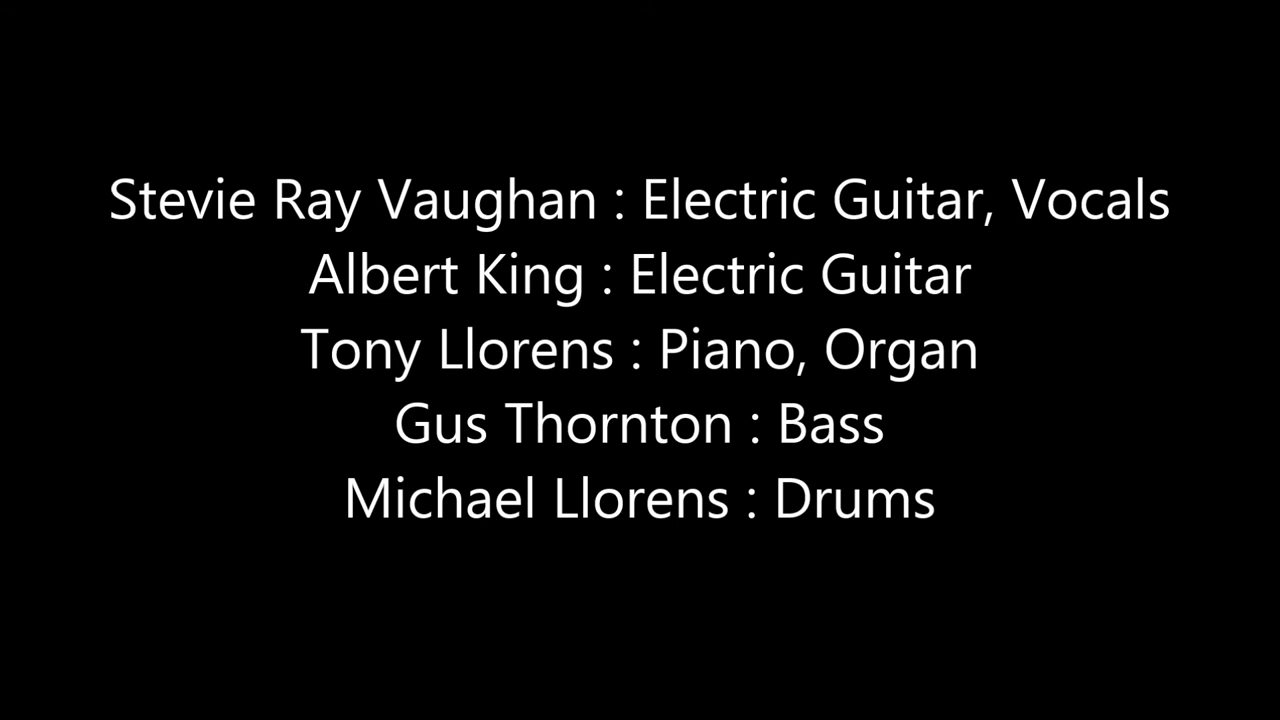 Stevie Ray Vaughan : Electric Guitar, Vocals
Albert King : Electric Guitar
Tony Llorens : Piano, Organ
Gus Thornton : Bass
Michael Llorens : Drums